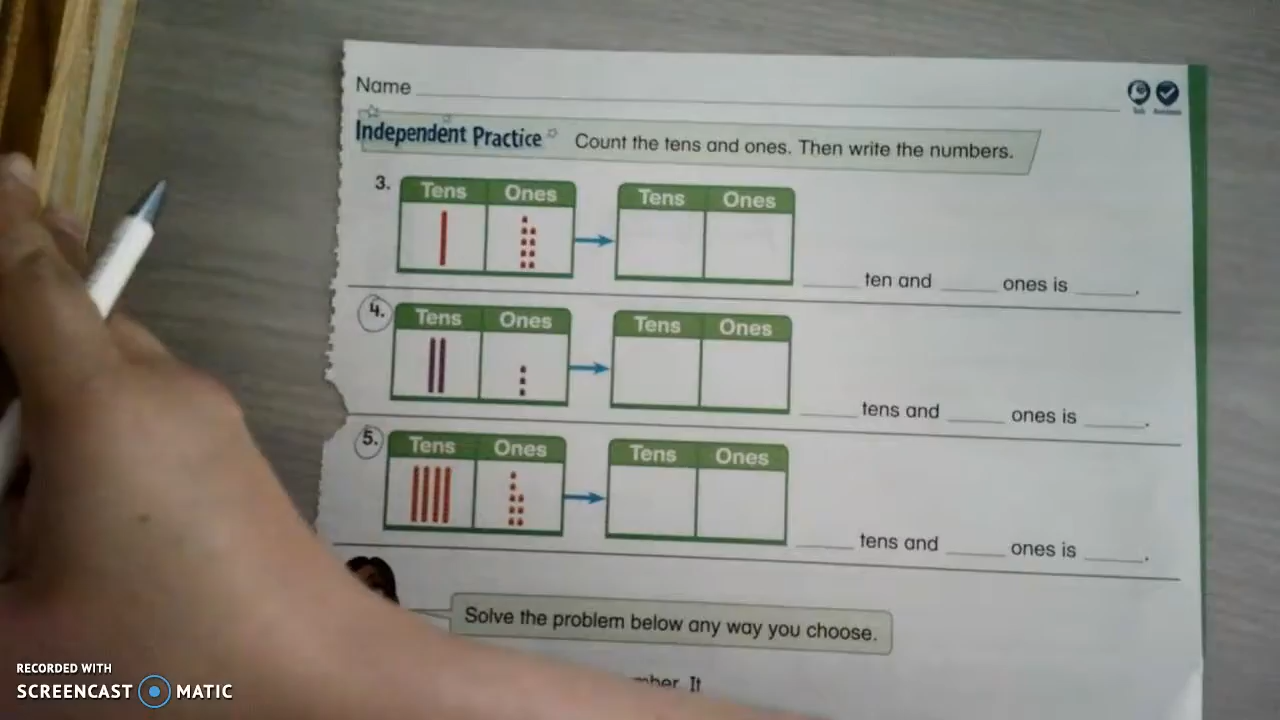 Name
Independent Practice Count the tens and ones. Then write the numbers.
3. Tens Ones Tens Ones
ten and ones is .
4. Tens Ones Tens Ones
tens and ones is .
5. Tens Ones Tens Ones
tens and ones is .
Solve the problem below any way you choose.
It
RECORDED WITH
SCREENCAST MATIC